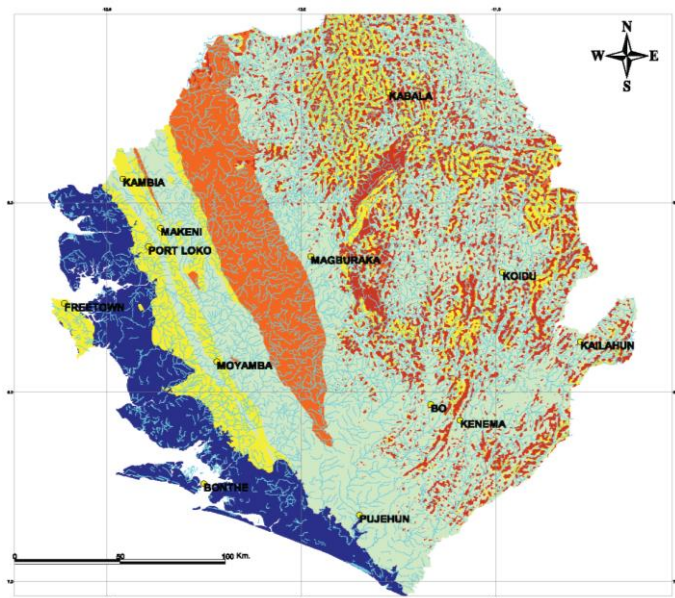 N
W E
S
KABALA
KAMBIA
MAKENI
PORT LOKO
MAGBURAKA
KOIDU
FREETOWN
KAILAHUN
MOYAMBA
BO
KENEMA
BONTHE
PUJEHUN
0 50 100 Km.